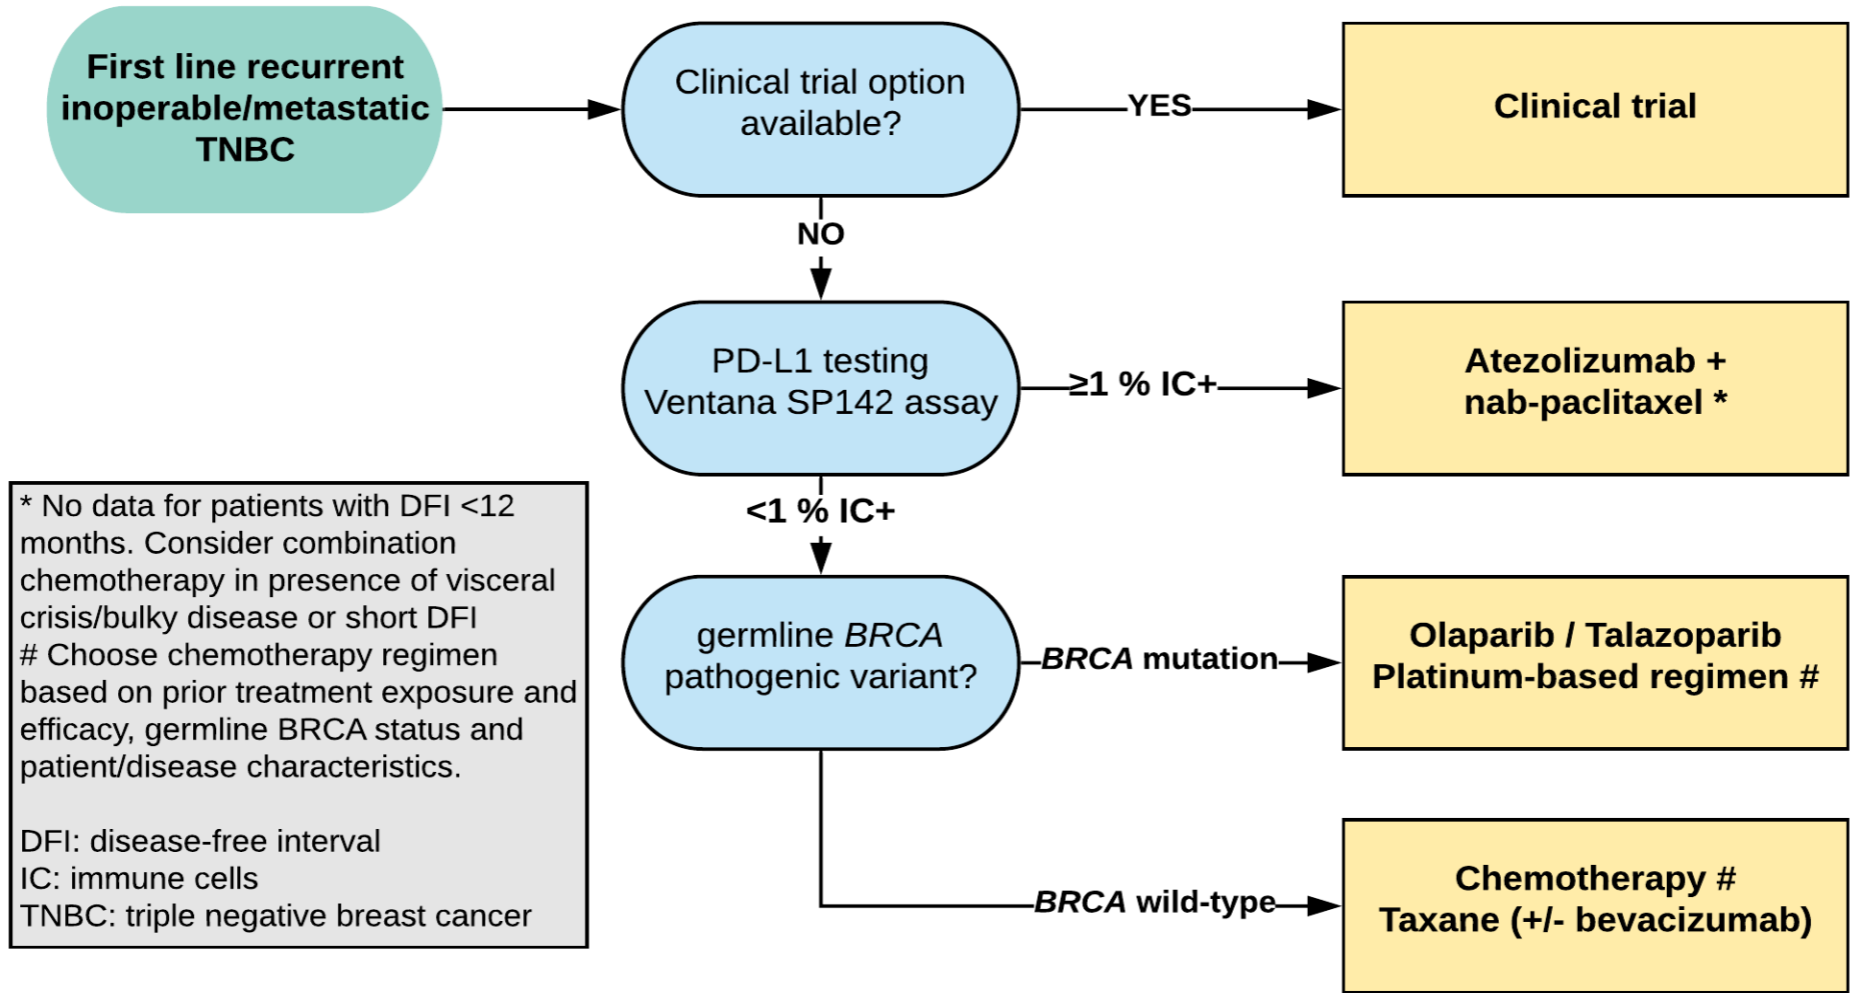 First line recurrent
inoperable/metastatic
TNBC
Clinical trial option
available?
YES
Clinical trial
NO
PD-L1 testing
Ventana SP142 assay
≥1 % IC+
Atezolizumab +
nab-paclitaxel *
<1 % IC+
germline BRCA
pathogenic variant?
BRCA mutation
Olaparib / Talazoparib
Platinum-based regimen #
BRCA wild-type
Chemotherapy #
Taxane (+/- bevacizumab)
* No data for patients with DFI <12
months. Consider combination
chemotherapy in presence of visceral
crisis/bulky disease or short DFI
# Choose chemotherapy regimen
based on prior treatment exposure and
efficacy, germline BRCA status and
patient/disease characteristics.
DFI: disease-free interval
IC: immune cells
TNBC: triple negative breast cancer